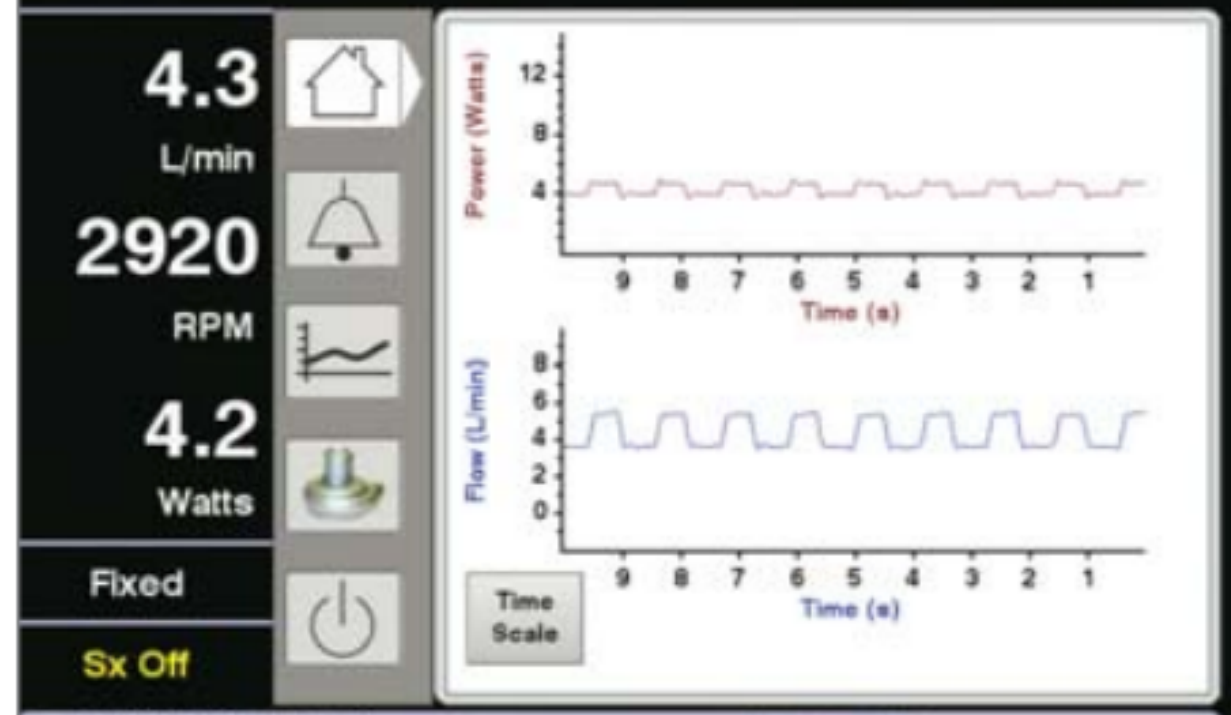 4.3
L/min
2920
RPM
4.2
Watts
Fixed
Sx Off
Power (Watts)
12
8
4
9 8 7 6 5 4 3 2 1
Time (s)
Flow (L/min)
8
6
4
2
0
9 8 7 6 5 4 3 2 1
Time (s)
Time
Scale